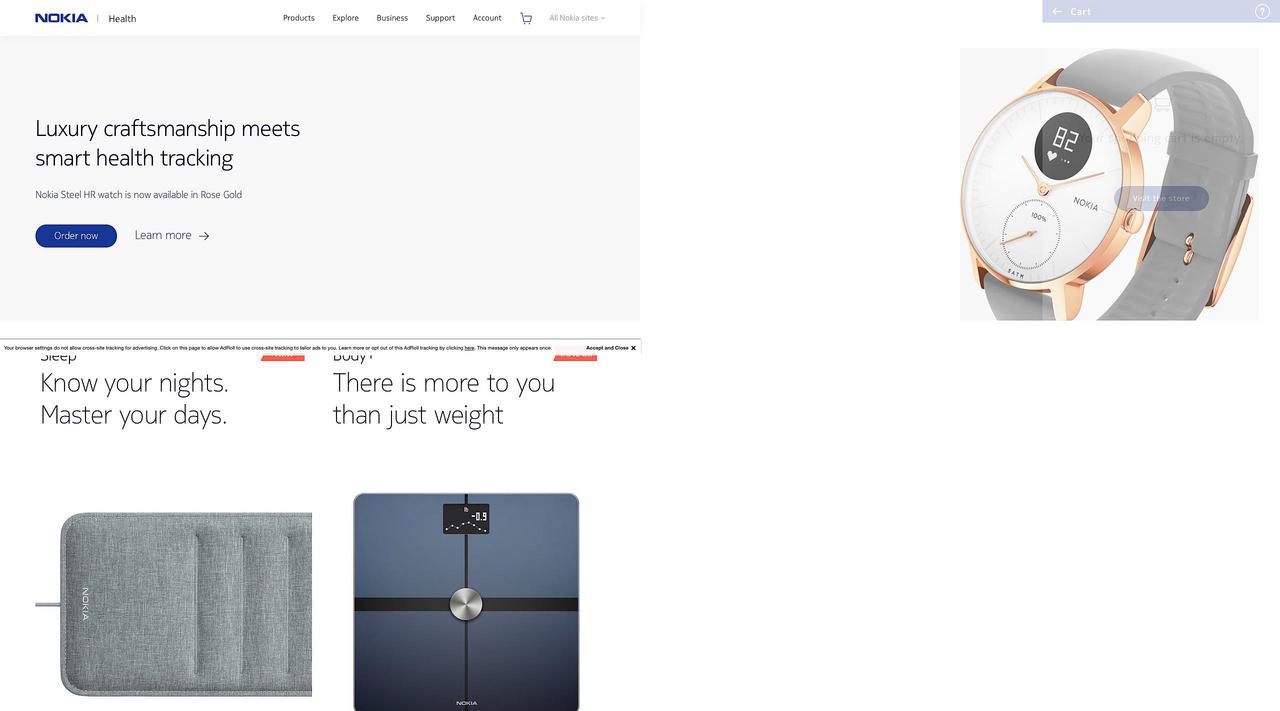 NOKIA | Health
Products
Explore
Business
Support
Account
All Nokia sites
Cart
?
Luxury craftsmanship meets
smart health tracking
Nokia Steel HR watch is now available in Rose Gold
Order now
Learn more →
82
NOKIA
100%
5ATM
Your shopping cart is empty.
Visit the store
Your browser settings do not allow cross-site tracking for advertising. Click on this page to allow AdRoll to use cross-site tracking to tailor ads to you. Learn more or opt out of this AdRoll tracking by clicking here. This message only appears once.
Accept and Close ✕
Sleep
Know your nights.
Master your days.
Body+
There is more to you
than just weight
NOKIA
-0.9
NOKIA